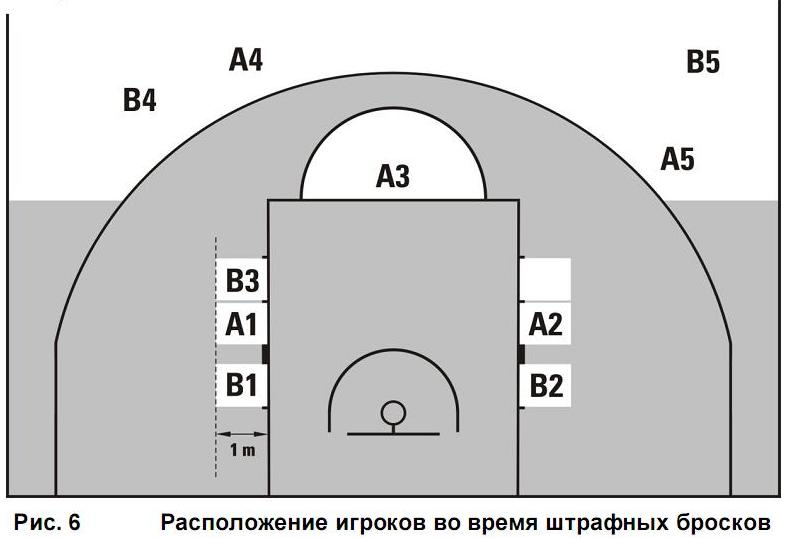 A4
B5
B4
A5
A3
B3
A1
A2
B1
B2
1 m
Рис. 6 Расположение игроков во время штрафных бросков